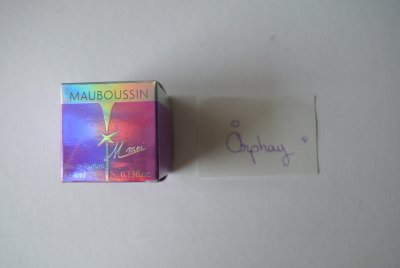 MAUBOUSSIN
Eau de Parfum
4ml 0.13fl.oz
Orphay